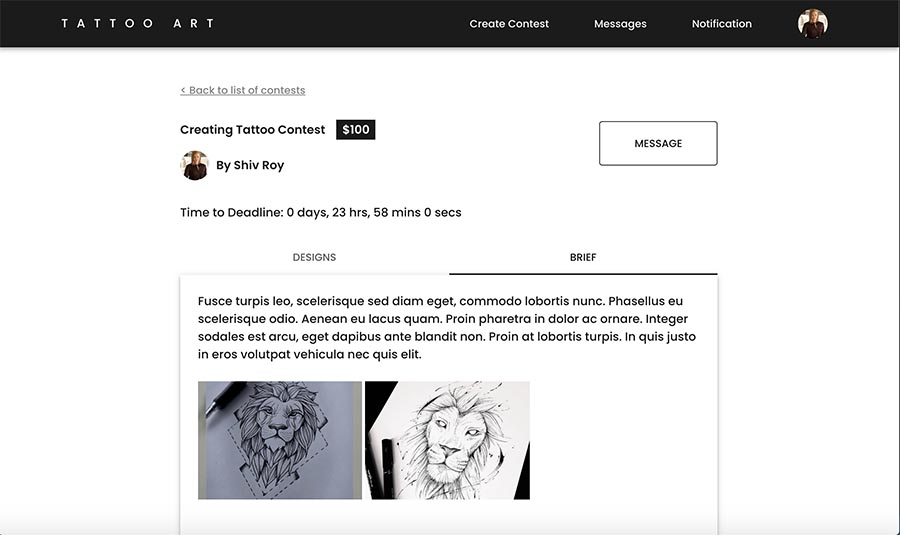 TATTOO ART
Create Contest
Messages
Notification
< Back to list of contests
Creating Tattoo Contest $100
By Shiv Roy
MESSAGE
Time to Deadline: 0 days, 23 hrs, 58 mins 0 secs
DESIGNS
BRIEF
Fusce turpis leo, scelerisque sed diam eget, commodo lobortis nunc. Phasellus eu
scelerisque odio. Aenean eu lacus quam. Proin pharetra in dolor ac ornare. Integer
sodales est arcu, eget dapibus ante blandit non. Proin at lobortis turpis. In quis justo
in eros volutpat vehicula nec quis elit.